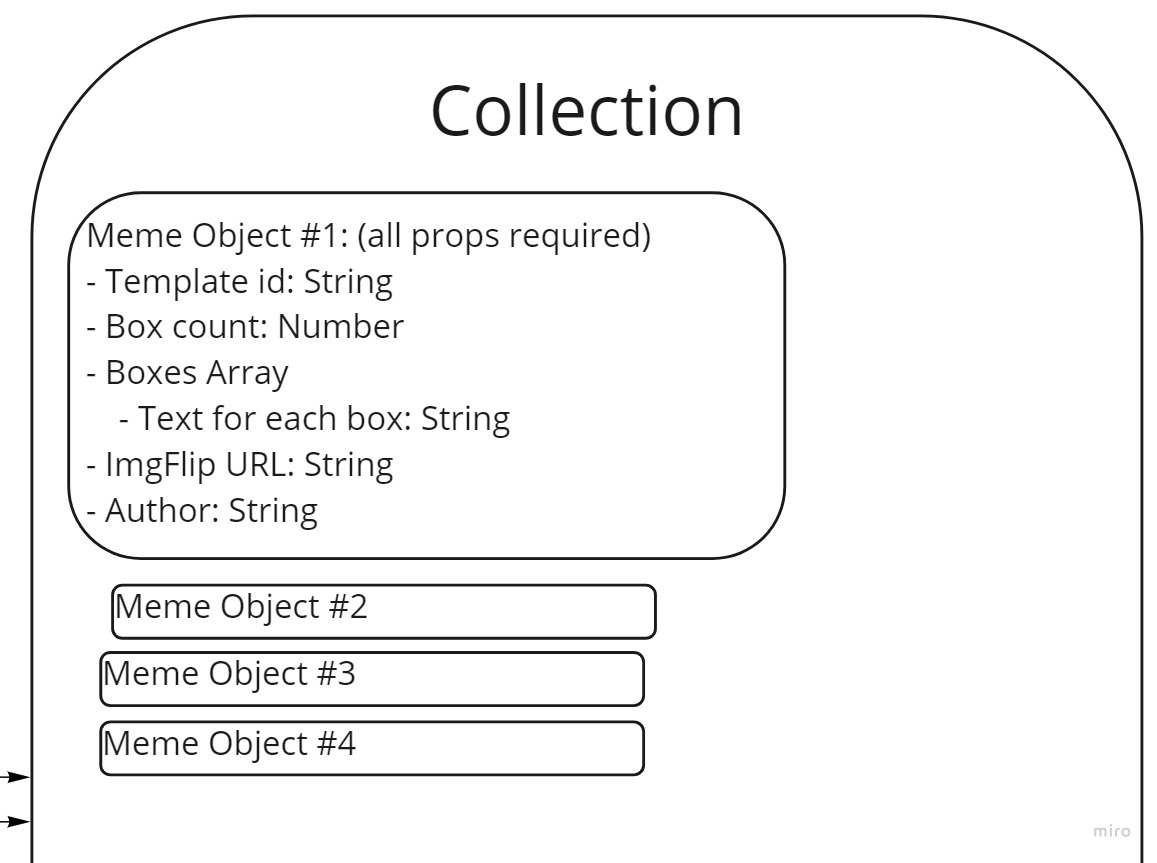 Collection
Meme Object #1: (all props required)
- Template id: String
- Box count: Number
- Boxes Array
- Text for each box: String
- ImgFlip URL: String
- Author: String
Meme Object #2
Meme Object #3
Meme Object #4
miro